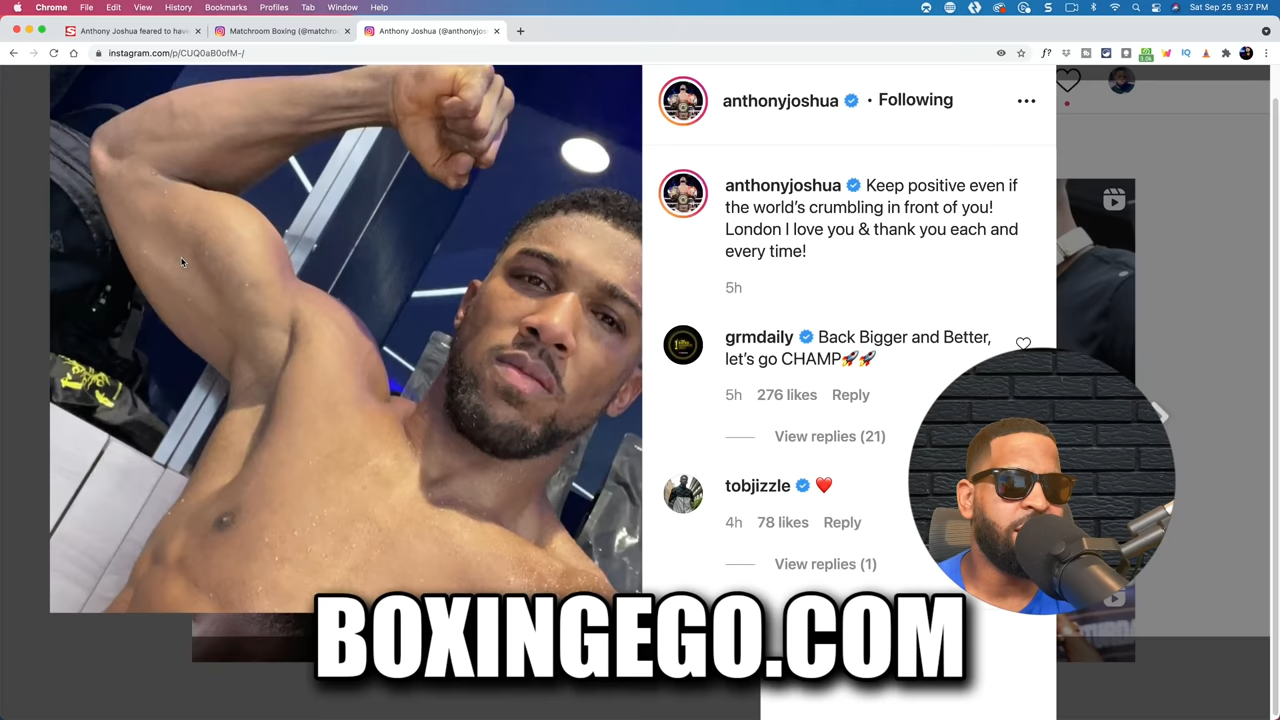 Chrome File Edit View History Bookmarks Profiles Tab Window Help
Sat Sep 25 9:37 PM
Anthony Joshua feared to have
Matchroom Boxing (@matchro
Anthony Joshua (@anthonyjos
instagram.com/p/CUQ0aB0ofM-/
anthonyjoshua • Following
anthonyjoshua Keep positive even if
the world's crumbling in front of you!
London I love you & thank you each and
every time!
5h
grmdaily Back Bigger and Better,
let's go CHAMP🚀🚀
5h 276 likes Reply
View replies (21)
tobjizzle ❤️
4h 78 likes Reply
View replies (1)
BOXINGEGO.COM